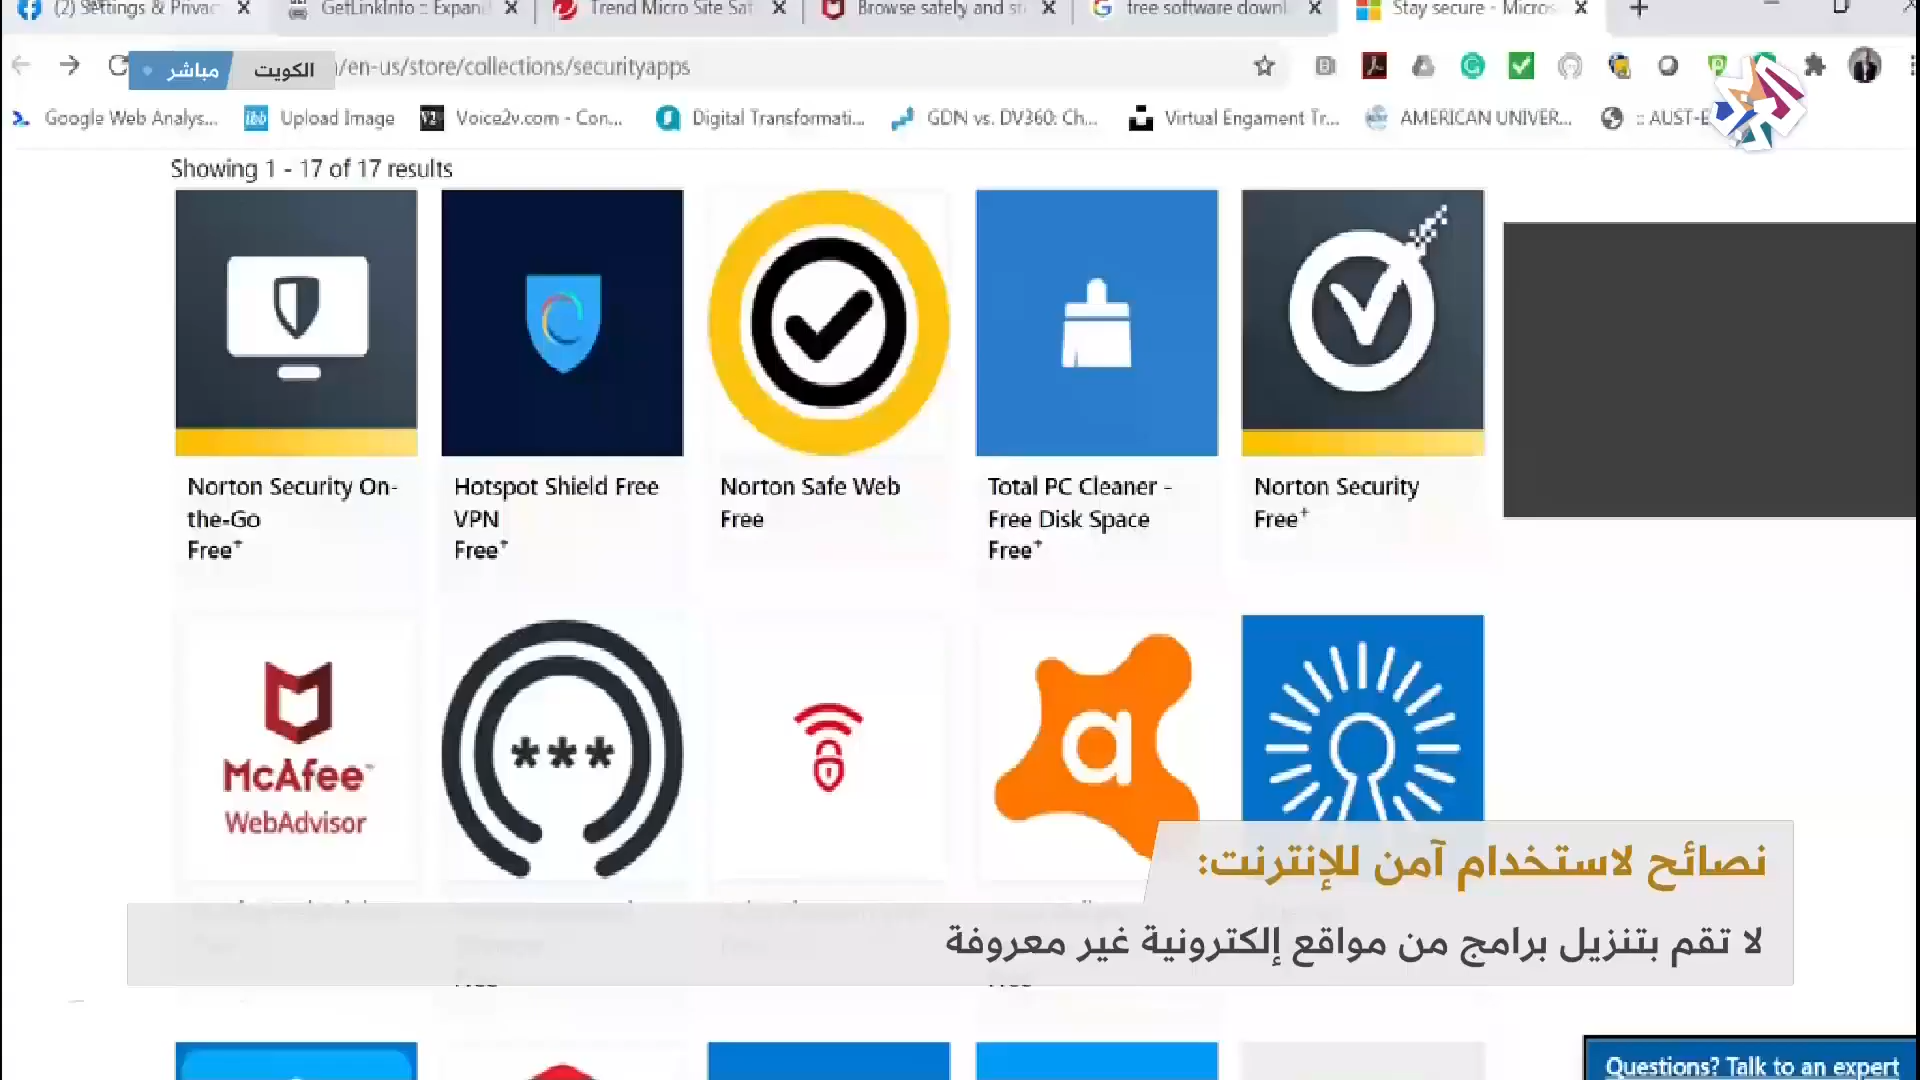 (2) Settings & Privac
GetLinkInfo :: Expand
Trend Micro Site Saf
Browse safely and
free software downl
Stay secure - Micros
مباشر
الكويت
/en-us/store/collections/securityapps
Google Web Analys...
Upload Image
Voice2v.com - Con...
Digital Transformati...
GDN vs. DV360: Ch...
Virtual Engament Tr...
AMERICAN UNIVER...
:: AUST-E
Showing 1 - 17 of 17 results
Norton Security On-
the-Go
Free+
Hotspot Shield Free
VPN
Free+
Norton Safe Web
Free
Total PC Cleaner -
Free Disk Space
Free+
Norton Security
Free+
McAfee™
WebAdvisor
***
a
نصائح لاستخدام آمن للإنترنت:
لا تقم بتنزيل برامج من مواقع إلكترونية غير معروفة
Questions? Talk to an expert